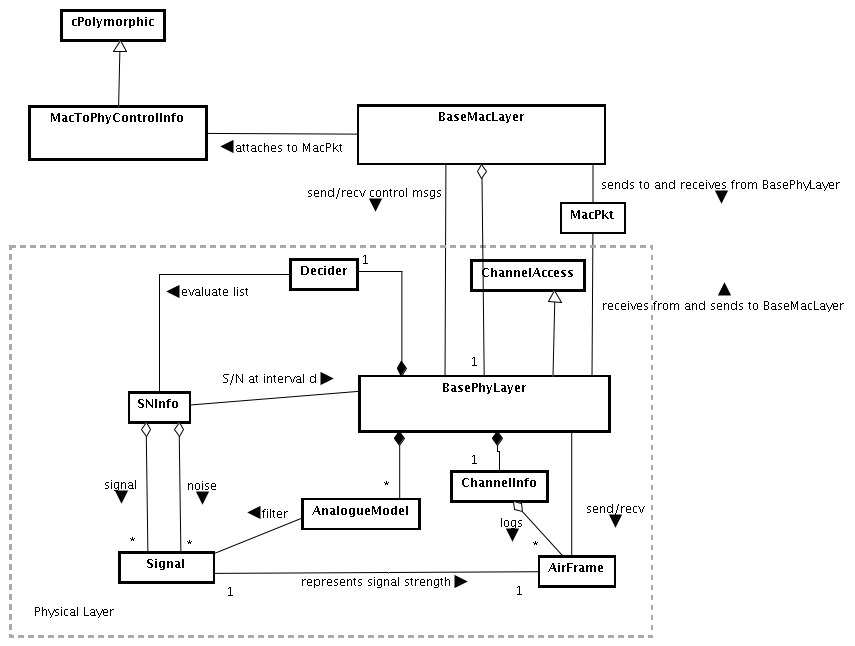 cPolymorphic
MacToPhyControlInfo
BaseMacLayer
attaches to MacPkt
send/recv control msgs
sends to and receives from BasePhyLayer
MacPkt
Decider
1
ChannelAccess
evaluate list
receives from and sends to BaseMacLayer
1
S/N at interval d
BasePhyLayer
SNInfo
signal
noise
*
1
ChannelInfo
filter
AnalogueModel
logs
send/recv
*
*
*
Signal
AirFrame
1
represents signal strength
1
Physical Layer